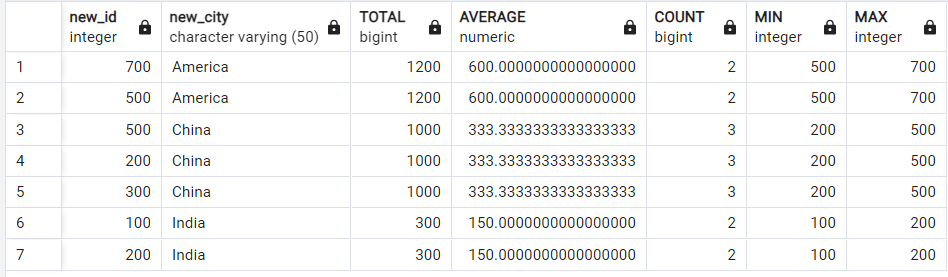 new_id new_city TOTAL AVERAGE COUNT MIN MAX
integer character varying (50) bigint numeric bigint integer integer
1 700 America 1200 600.0000000000000000 2 500 700
2 500 America 1200 600.0000000000000000 2 500 700
3 500 China 1000 333.3333333333333333 3 200 500
4 200 China 1000 333.3333333333333333 3 200 500
5 300 China 1000 333.3333333333333333 3 200 500
6 100 India 300 150.0000000000000000 2 100 200
7 200 India 300 150.0000000000000000 2 100 200